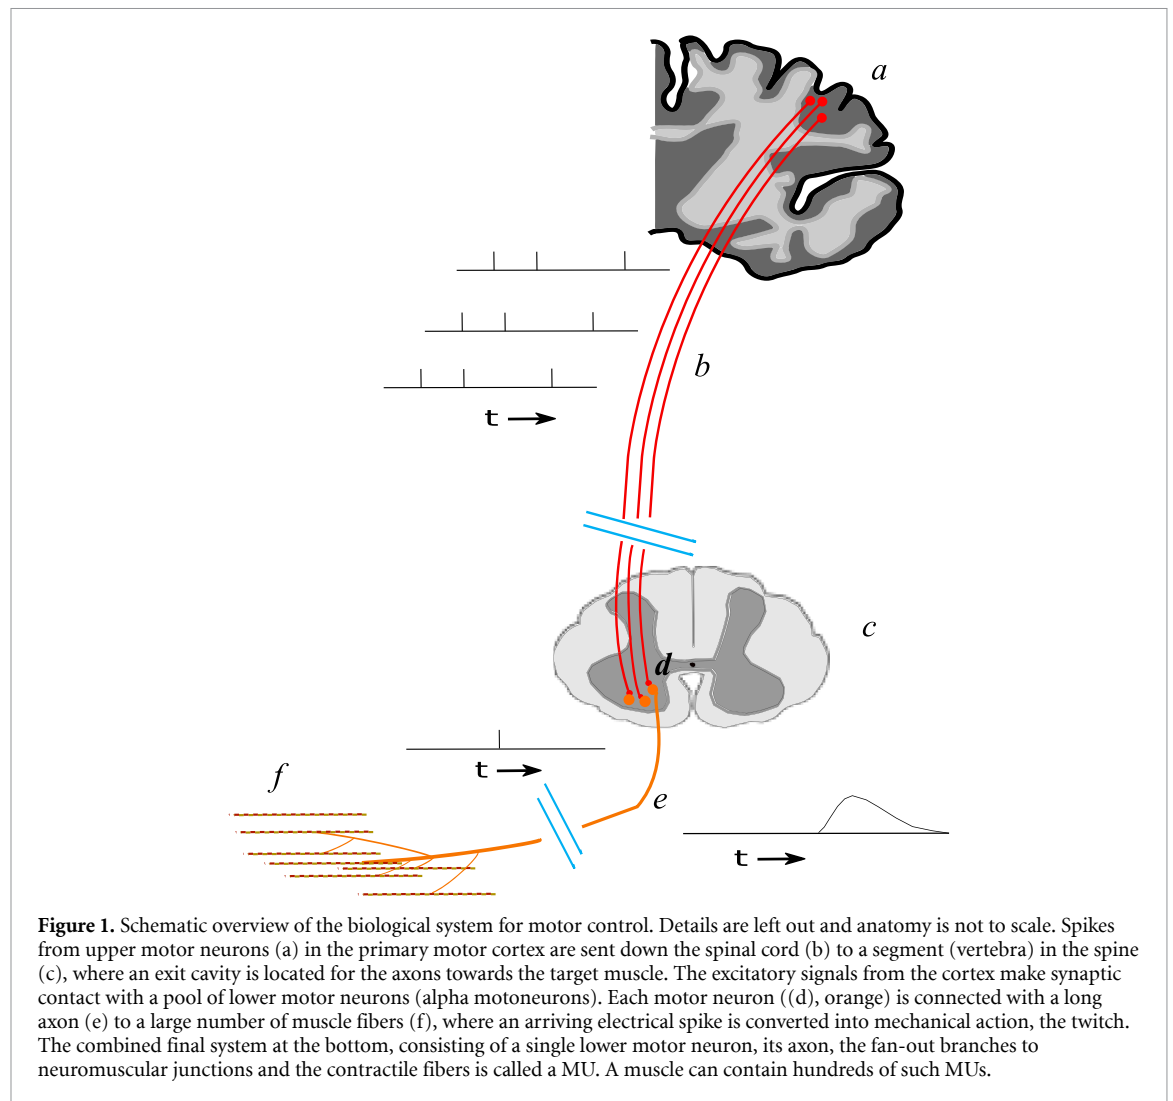 a
b
t
c
d
t
f
e
t
Figure 1. Schematic overview of the biological system for motor control. Details are left out and anatomy is not to scale. Spikes
from upper motor neurons (a) in the primary motor cortex are sent down the spinal cord (b) to a segment (vertebra) in the spine
(c), where an exit cavity is located for the axons towards the target muscle. The excitatory signals from the cortex make synaptic
contact with a pool of lower motor neurons (alpha motoneurons). Each motor neuron ((d), orange) is connected with a long
axon (e) to a large number of muscle fibers (f), where an arriving electrical spike is converted into mechanical action, the twitch.
The combined final system at the bottom, consisting of a single lower motor neuron, its axon, the fan-out branches to
neuromuscular junctions and the contractile fibers is called a MU. A muscle can contain hundreds of such MUs.